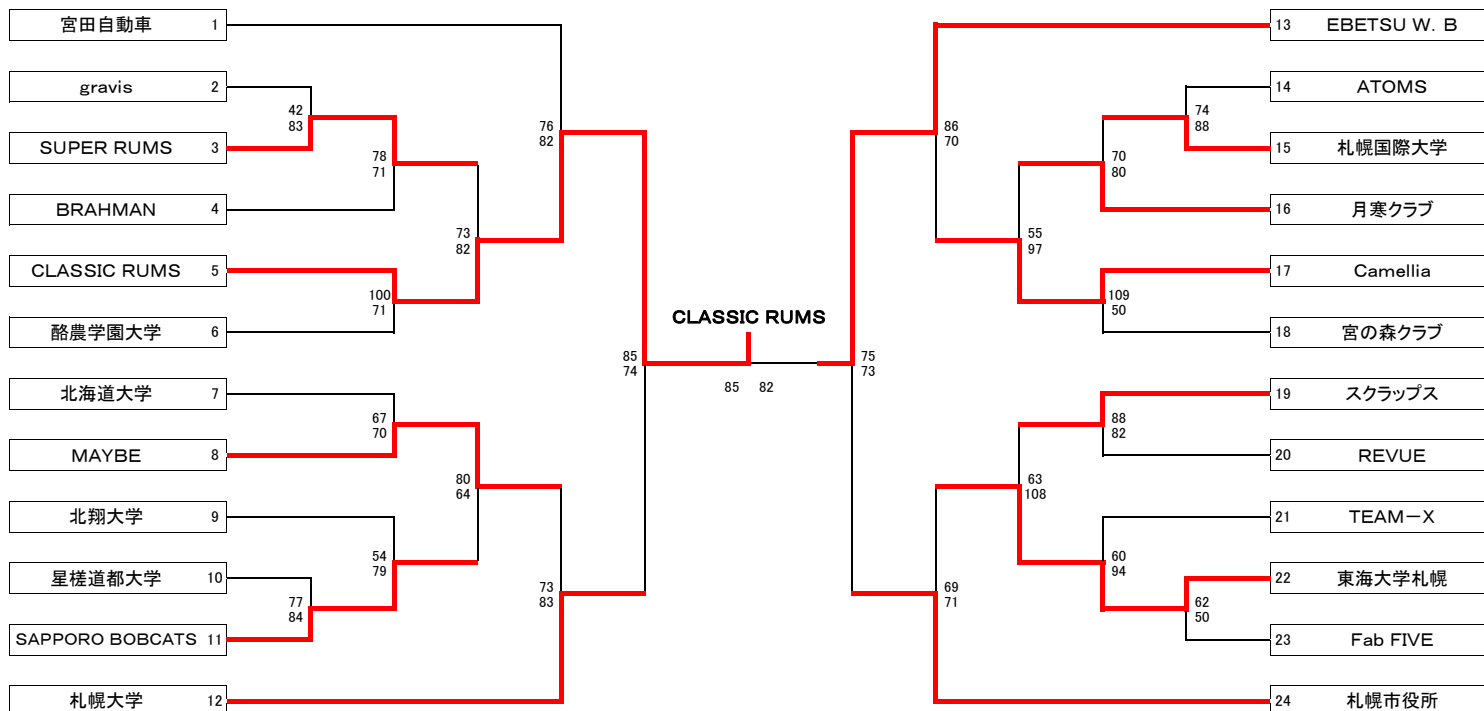 宮田自動車 1
gravis 2
42
83
SUPER RUMS 3
78
71
BRAHMAN 4
76
82
73
82
CLASSIC RUMS 5
100
71
酪農学園大学 6
85
74
北海道大学 7
67
70
MAYBE 8
80
64
北翔大学 9
54
79
星槎道都大学 10
77
84
SAPPORO BOBCATS 11
73
83
札幌大学 12
CLASSIC RUMS
85 82
13 EBETSU W. B
14 ATOMS
74
88
15 札幌国際大学
86
70
70
80
16 月寒クラブ
55
97
17 Camellia
109
50
18 宮の森クラブ
75
73
19 スクラップス
88
82
20 REVUE
63
108
21 TEAM－X
60
94
22 東海大学札幌
62
50
23 Fab FIVE
69
71
24 札幌市役所